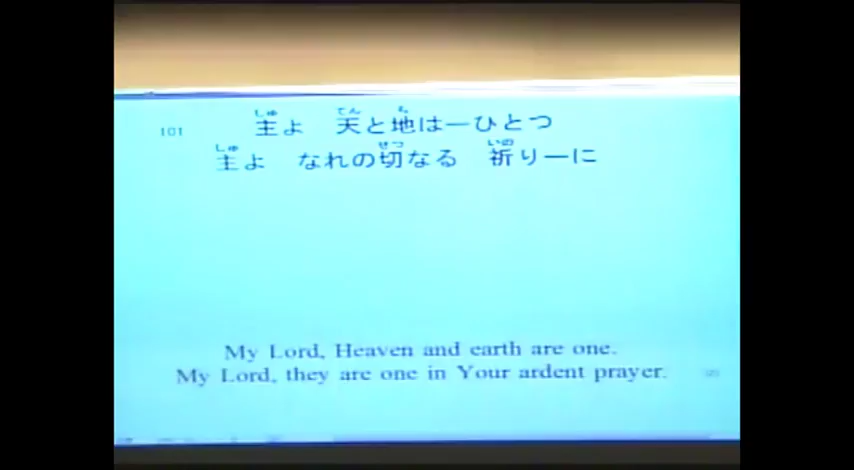 101 主よ 天と地は一ひとつ
主よ なれの切なる 祈り一に
My Lord, Heaven and earth are one.
My Lord, they are one in Your ardent prayer.